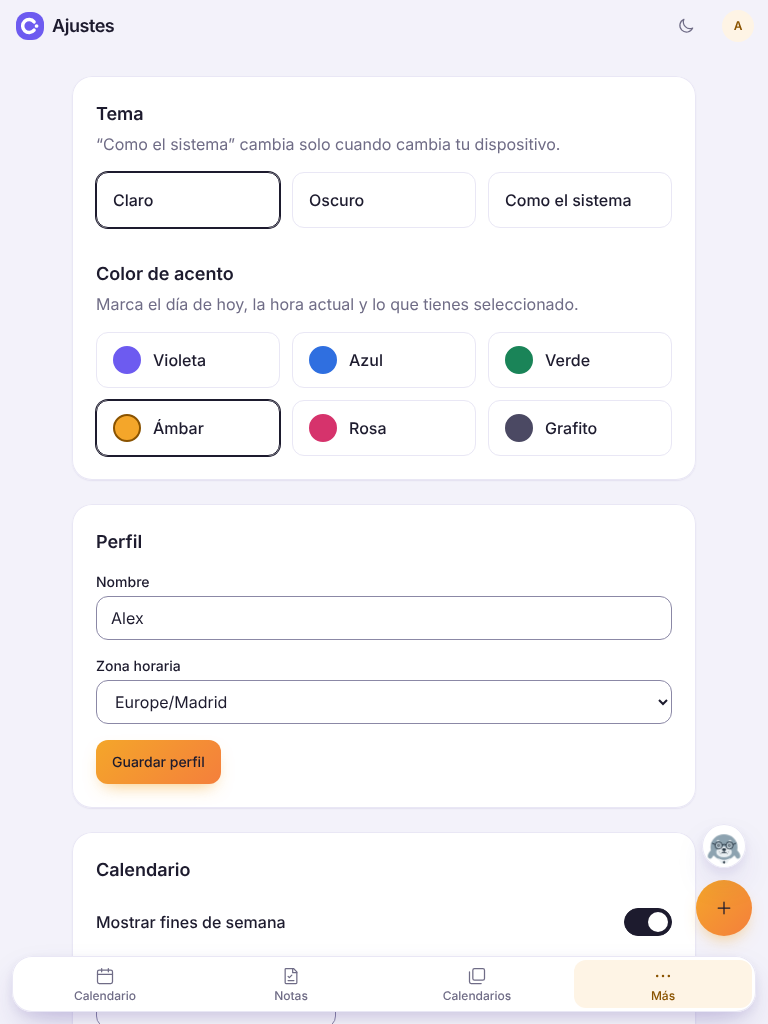 Ajustes
A
Tema
“Como el sistema” cambia solo cuando cambia tu dispositivo.
Claro
Oscuro
Como el sistema
Color de acento
Marca el día de hoy, la hora actual y lo que tienes seleccionado.
Violeta
Azul
Verde
Ámbar
Rosa
Grafito
Perfil
Nombre
Alex
Zona horaria
Europe/Madrid
Guardar perfil
Calendario
Mostrar fines de semana
Calendario
Notas
Calendarios
Más